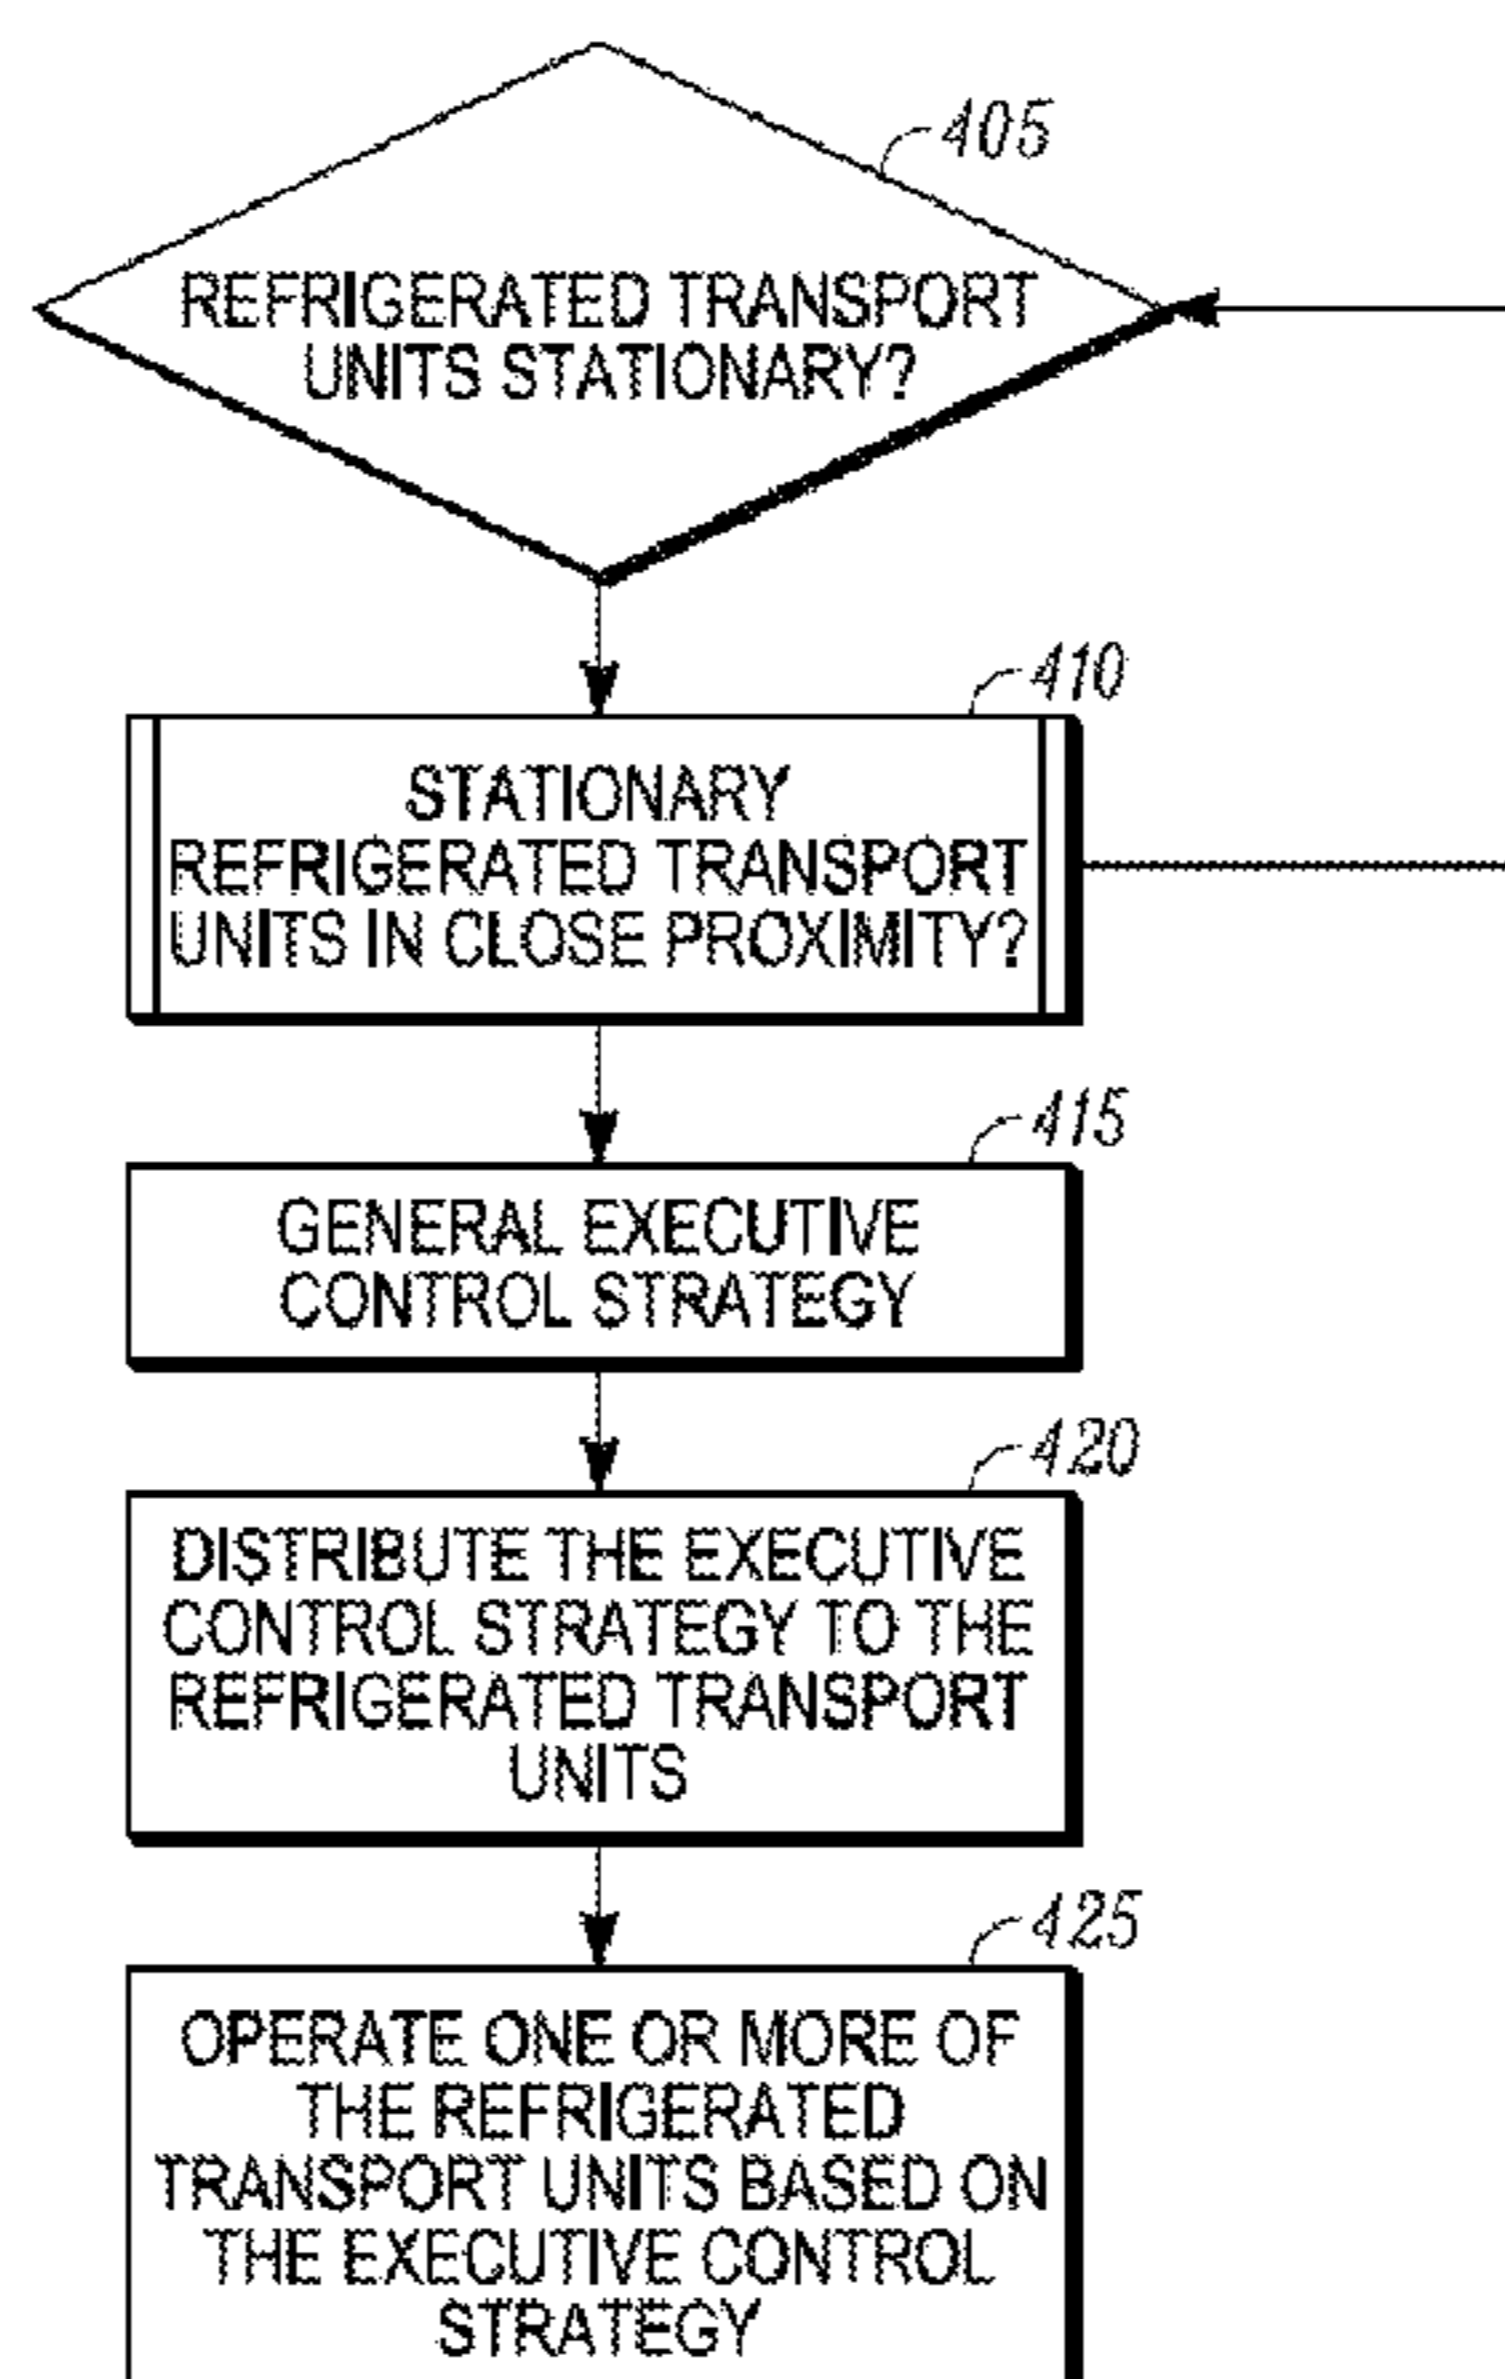 405
REFRIGERATED TRANSPORT
UNITS STATIONARY?
410
STATIONARY
REFRIGERATED TRANSPORT
UNITS IN CLOSE PROXIMITY?
415
GENERAL EXECUTIVE
CONTROL STRATEGY
420
DISTRIBUTE THE EXECUTIVE
CONTROL STRATEGY TO THE
REFRIGERATED TRANSPORT
UNITS
425
OPERATE ONE OR MORE OF
THE REFRIGERATED
TRANSPORT UNITS BASED ON
THE EXECUTIVE CONTROL
STRATEGY